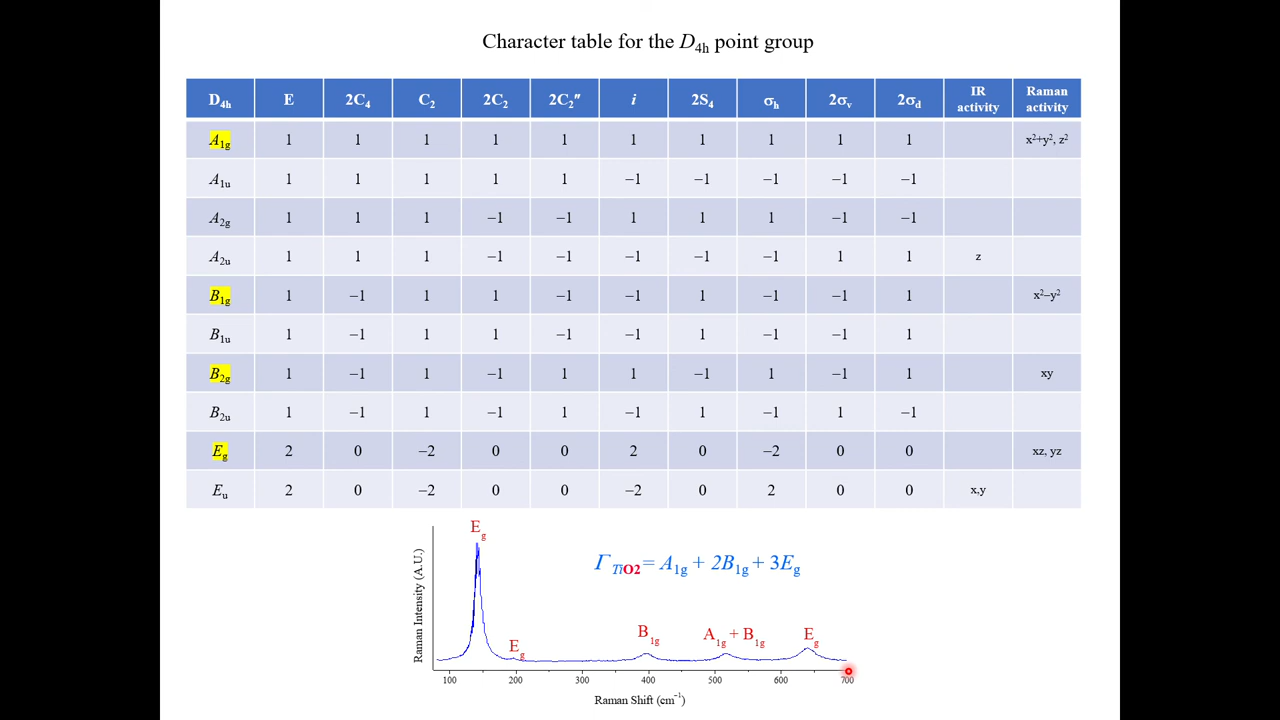 Character table for the D4h point group
D4h E 2C4 C2 2C2 2C2″ i 2S4 σh 2σv 2σd IR activity Raman activity
A1g 1 1 1 1 1 1 1 1 1 1 x²+y², z²
A1u 1 1 1 1 1 −1 −1 −1 −1 −1
A2g 1 1 1 −1 −1 1 1 1 −1 −1
A2u 1 1 1 −1 −1 −1 −1 −1 1 1 z
B1g 1 −1 1 1 −1 −1 1 −1 −1 1 x²−y²
B1u 1 −1 1 1 −1 −1 1 −1 −1 1
B2g 1 −1 1 −1 1 1 −1 1 −1 1 xy
B2u 1 −1 1 −1 1 −1 1 −1 1 −1
Eg 2 0 −2 0 0 2 0 −2 0 0 xz, yz
Eu 2 0 −2 0 0 −2 0 2 0 0 x,y
Γ TiO2 = A1g + 2B1g + 3Eg
Eg
Eg
B1g
A1g + B1g
Eg
Raman Intensity (A.U.)
100 200 300 400 500 600 700
Raman Shift (cm⁻¹)